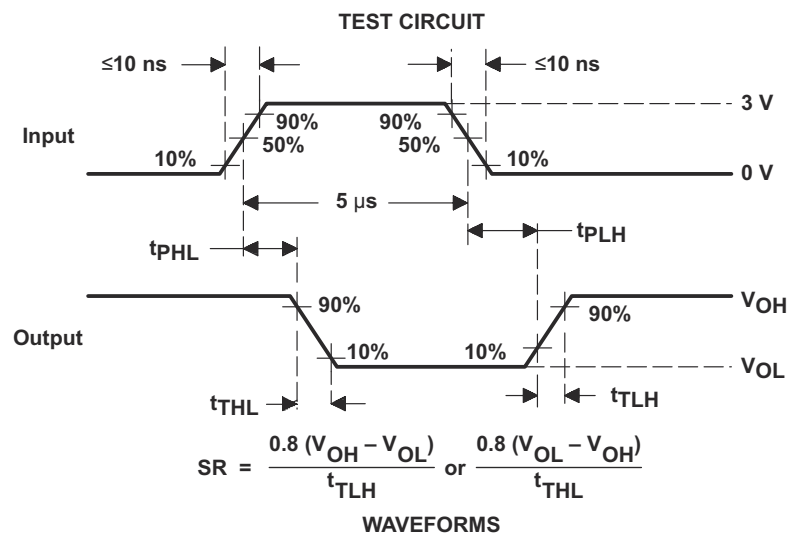 TEST CIRCUIT
≤10 ns
≤10 ns
3 V
90%
90%
Input
50%
50%
10%
10%
0 V
5 µs
tPHL
tPLH
VOH
90%
90%
Output
10%
10%
VOL
tTHL
tTLH
SR = 0.8 (VOH – VOL) / tTLH or 0.8 (VOL – VOH) / tTHL
WAVEFORMS